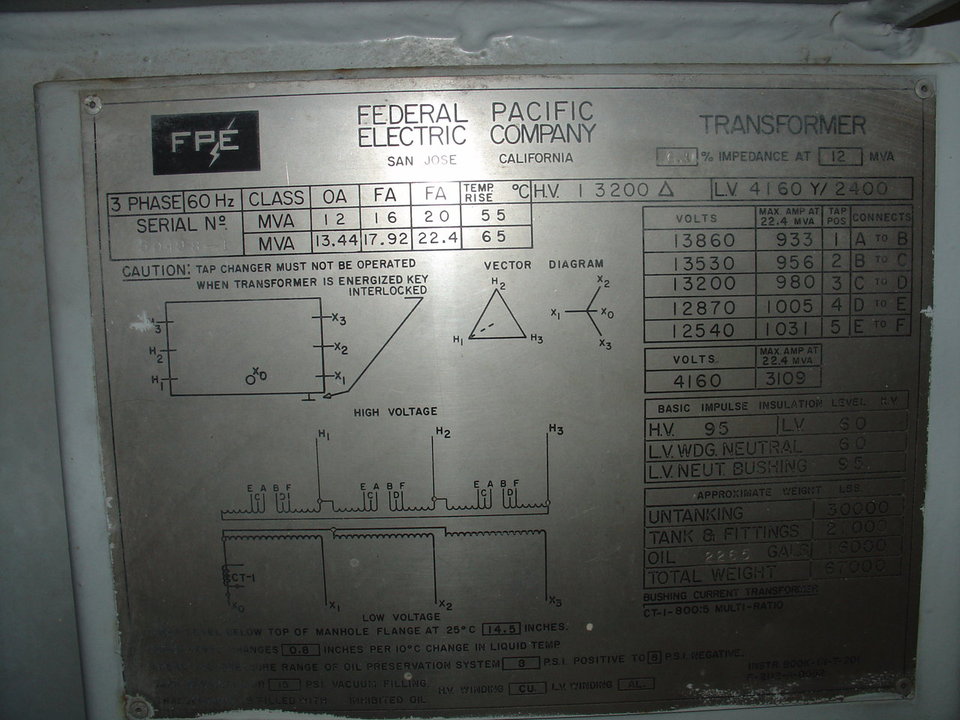 FPE
FEDERAL PACIFIC
ELECTRIC COMPANY
SAN JOSE CALIFORNIA
TRANSFORMER
% IMPEDANCE AT 12 MVA
3 PHASE 60 Hz CLASS OA FA FA TEMP RISE °C H.V. 13200 Δ L.V. 4160 Y/ 2400
SERIAL Nº MVA 12 16 20 55
MVA 13.44 17.92 22.4 65
CAUTION: TAP CHANGER MUST NOT BE OPERATED
WHEN TRANSFORMER IS ENERGIZED KEY
INTERLOCKED
VECTOR DIAGRAM
H2
H1 H3
X2
X1 X0
X3
H3 X3
H2 X2
H1 X0 X1
VOLTS MAX. AMP AT 22.4 MVA TAP POS CONNECTS
13860 933 1 A TO B
13530 956 2 B TO C
13200 980 3 C TO D
12870 1005 4 D TO E
12540 1031 5 E TO F
VOLTS MAX. AMP AT 22.4 MVA
4160 3109
BASIC IMPULSE INSULATION LEVEL K.V.
H.V. 95 L.V. 60
L.V. WDG. NEUTRAL 60
L.V. NEUT. BUSHING 95
APPROXIMATE WEIGHT LBS.
UNTANKING 30000
TANK & FITTINGS 21000
OIL GALS 16000
TOTAL WEIGHT 67000
BUSHING CURRENT TRANSFORMER
CT-1-800:5 MULTI-RATIO
HIGH VOLTAGE
H1 H2 H3
E A B F E A B F E A B F
C D C D C D
CT-1
X0 X1 X2 X3
LOW VOLTAGE
LEVEL BELOW TOP OF MANHOLE FLANGE AT 25°C 14.5 INCHES.
CHANGES 0.8 INCHES PER 10°C CHANGE IN LIQUID TEMP
RANGE OF OIL PRESERVATION SYSTEM 8 P.S.I. POSITIVE TO 8 P.S.I. NEGATIVE.
PSI. VACUUM FILLING. H.V. WINDING CU. L.V. WINDING AL.
FILLED WITH INHIBITED OIL
INSTR. BOOK